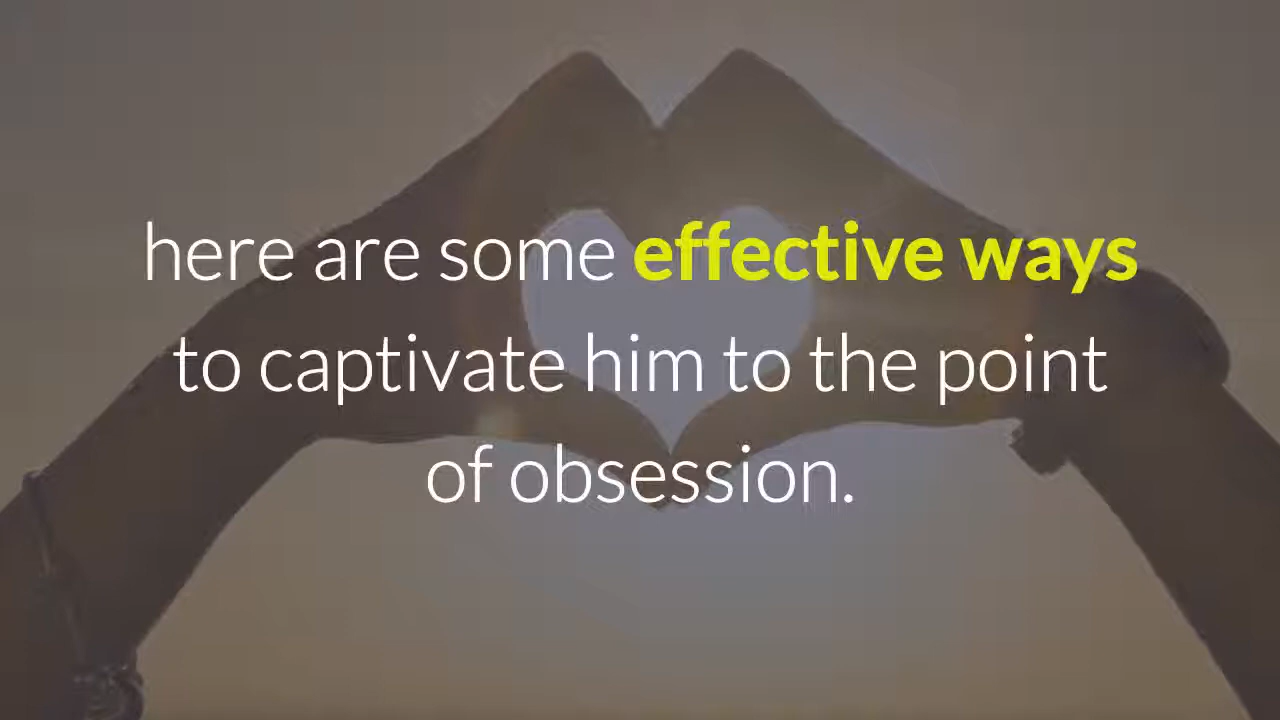 here are some effective ways
to captivate him to the point
of obsession.